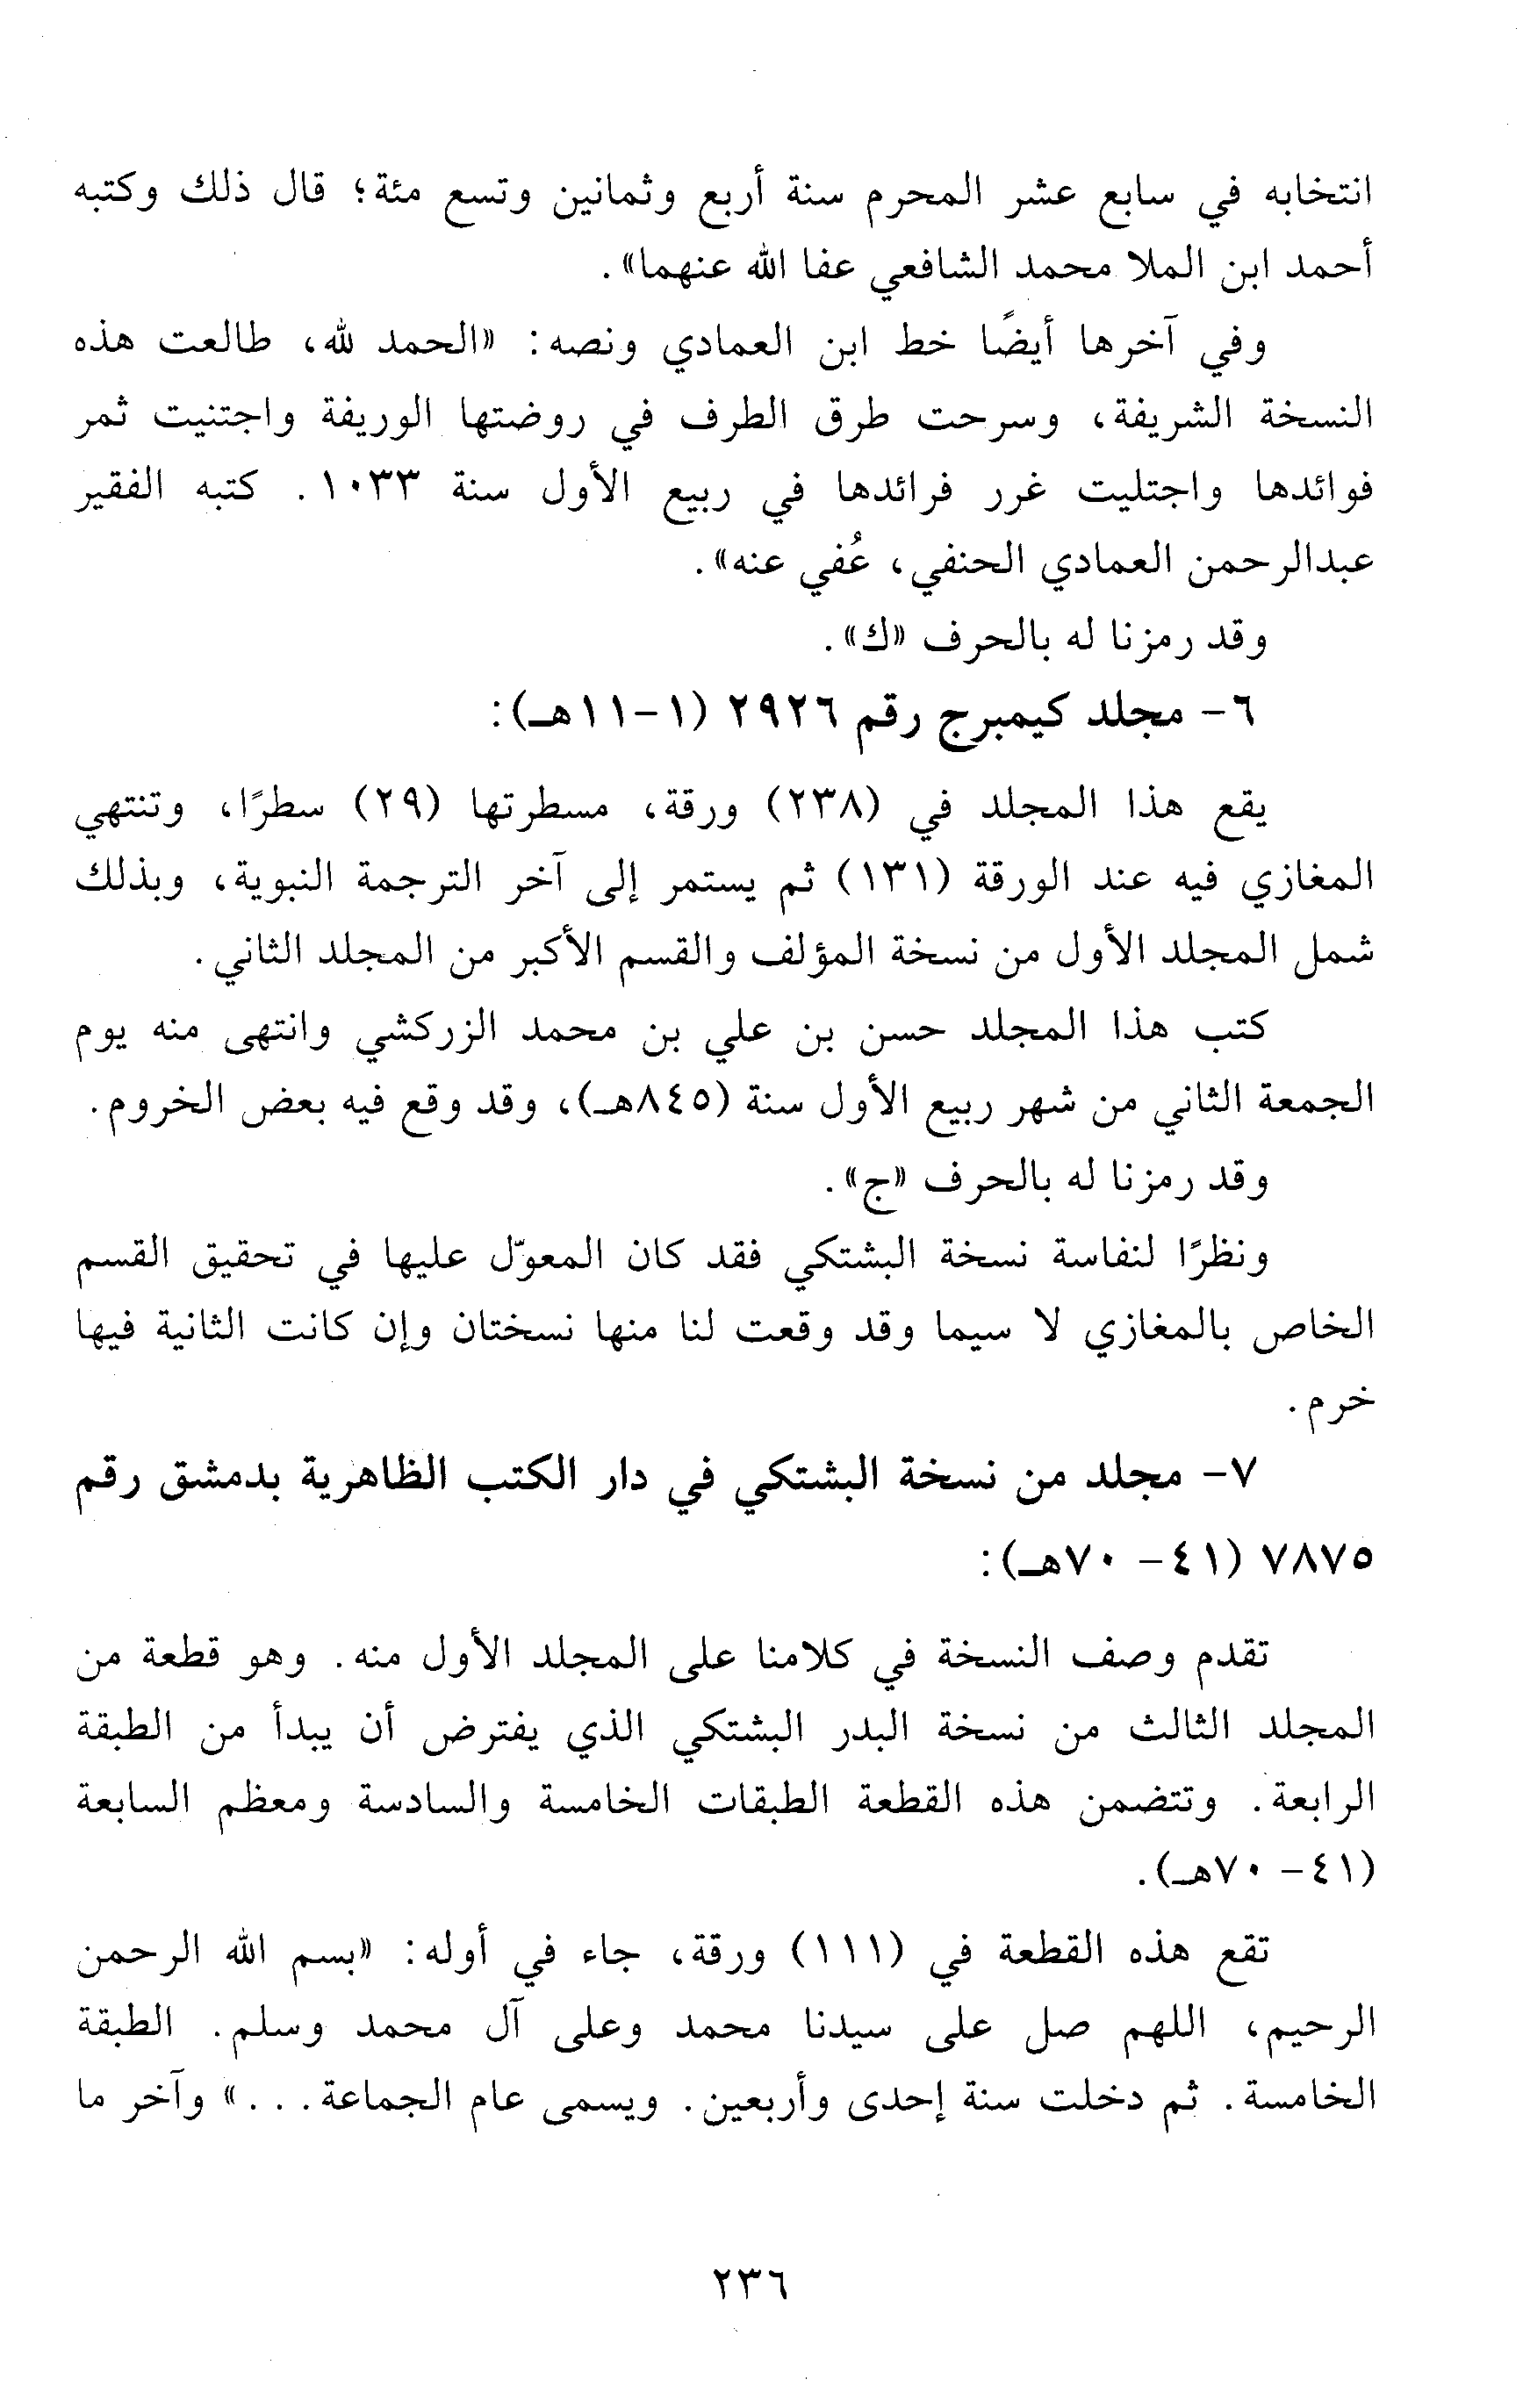 انتخابه في سابع عشر المحرم سنة أربع وثمانين وتسع مئة؛ قال ذلك وكتبه
أحمد ابن الملا محمد الشافعي عفا الله عنهما».
وفي آخرها أيضًا خط ابن العمادي ونصه: «الحمد لله، طالعت هذه
النسخة الشريفة، وسرحت طرق الطرف في روضتها الوريفة واجتنيت ثمر
فوائدها واجتليت غرر فرائدها في ربيع الأول سنة ١٠٣٣. كتبه الفقير
عبدالرحمن العمادي الحنفي، عُفي عنه».
وقد رمزنا له بالحرف «ك».
٦- مجلد كيمبرج رقم ٢٩٢٦ (١-١١هـ):
يقع هذا المجلد في (٢٣٨) ورقة، مسطرتها (٢٩) سطرًا، وتنتهي
المغازي فيه عند الورقة (١٣١) ثم يستمر إلى آخر الترجمة النبوية، وبذلك
شمل المجلد الأول من نسخة المؤلف والقسم الأكبر من المجلد الثاني.
كتب هذا المجلد حسن بن علي بن محمد الزركشي وانتهى منه يوم
الجمعة الثاني من شهر ربيع الأول سنة (٨٤٥هـ)، وقد وقع فيه بعض الخروم.
وقد رمزنا له بالحرف «ج».
ونظرًا لنفاسة نسخة البشتكي فقد كان المعوّل عليها في تحقيق القسم
الخاص بالمغازي لا سيما وقد وقعت لنا منها نسختان وإن كانت الثانية فيها
خرم.
٧- مجلد من نسخة البشتكي في دار الكتب الظاهرية بدمشق رقم
٧٨٧٥ (٤١- ٧٠هـ):
تقدم وصف النسخة في كلامنا على المجلد الأول منه. وهو قطعة من
المجلد الثالث من نسخة البدر البشتكي الذي يفترض أن يبدأ من الطبقة
الرابعة. وتتضمن هذه القطعة الطبقات الخامسة والسادسة ومعظم السابعة
(٤١- ٧٠هـ).
تقع هذه القطعة في (١١١) ورقة، جاء في أوله: «بسم الله الرحمن
الرحيم، اللهم صل على سيدنا محمد وعلى آل محمد وسلم. الطبقة
الخامسة. ثم دخلت سنة إحدى وأربعين. ويسمى عام الجماعة...» وآخر ما
٢٣٦